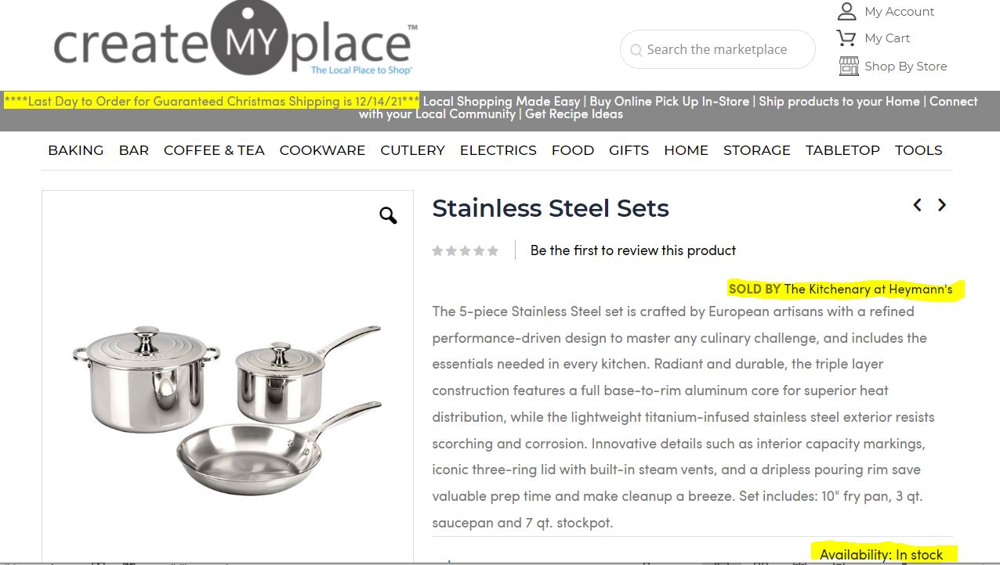 My Account
createMYplace™
The Local Place to Shop
Search the marketplace
My Cart
Shop By Store
****Last Day to Order for Guaranteed Christmas Shipping is 12/14/21*** Local Shopping Made Easy | Buy Online Pick Up In-Store | Ship products to your Home | Connect
with your Local Community | Get Recipe Ideas
BAKING BAR COFFEE & TEA COOKWARE CUTLERY ELECTRICS FOOD GIFTS HOME STORAGE TABLETOP TOOLS
Stainless Steel Sets
Be the first to review this product
SOLD BY The Kitchenary at Heymann's
The 5-piece Stainless Steel set is crafted by European artisans with a refined
performance-driven design to master any culinary challenge, and includes the
essentials needed in every kitchen. Radiant and durable, the triple layer
construction features a full base-to-rim aluminum core for superior heat
distribution, while the lightweight titanium-infused stainless steel exterior resists
scorching and corrosion. Innovative details such as interior capacity markings,
iconic three-ring lid with built-in steam vents, and a dripless pouring rim save
valuable prep time and make cleanup a breeze. Set includes: 10" fry pan, 3 qt.
saucepan and 7 qt. stockpot.
Availability: In stock